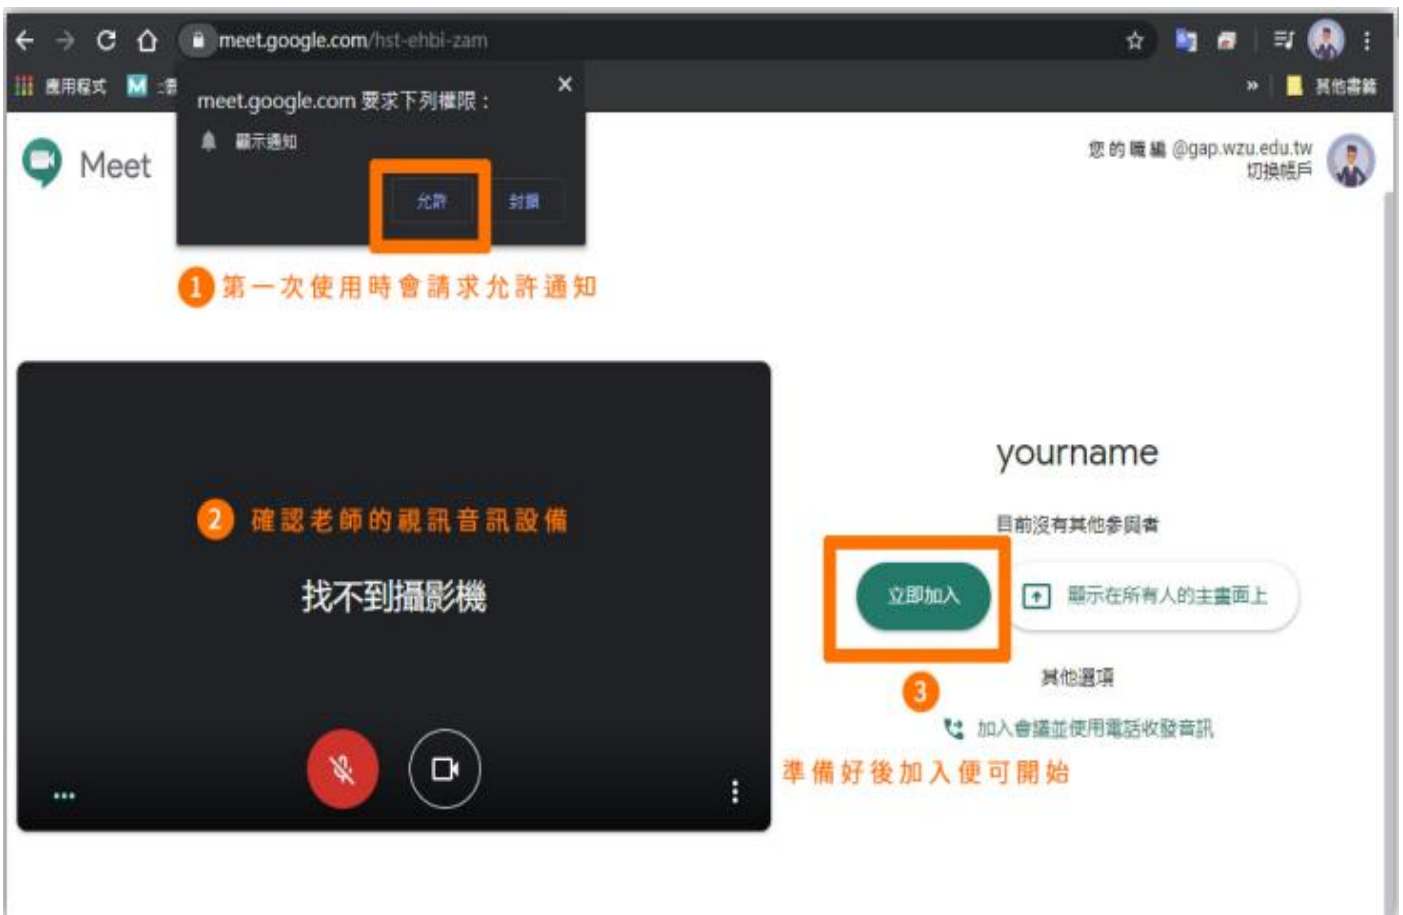 meet.google.com/hst-ehbi-zam
應用程式
» 其他書籤
meet.google.com 要求下列權限：
顯示通知
允許 封鎖
Meet
您的職編 @gap.wzu.edu.tw
切換帳戶
1 第一次使用時會請求允許通知
2 確認老師的視訊音訊設備
找不到攝影機
yourname
目前沒有其他參與者
立即加入 顯示在所有人的主畫面上
3
其他選項
加入會議並使用電話收發音訊
準備好後加入便可開始